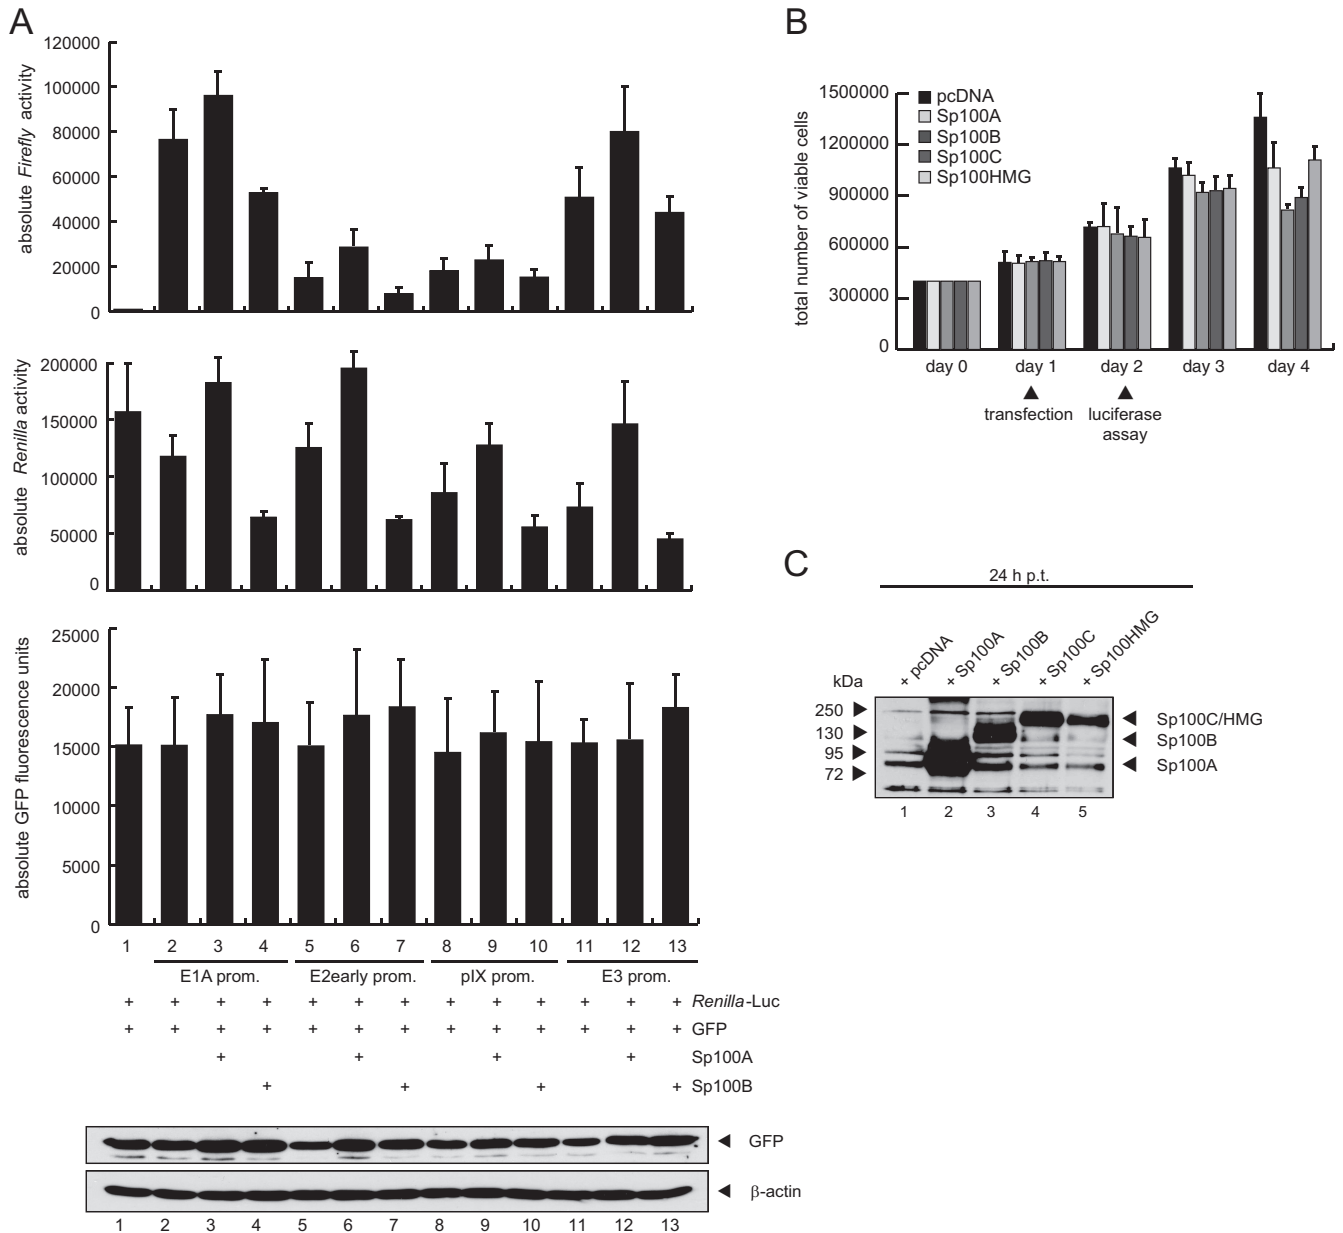 A
absolute Firefly activity
120000
100000
80000
60000
40000
20000
0
absolute Renilla activity
200000
150000
100000
50000
0
absolute GFP fluorescence units
25000
20000
15000
10000
5000
0
1 2 3 4 5 6 7 8 9 10 11 12 13
E1A prom. E2early prom. pIX prom. E3 prom.
+ + + + + + + + + + + + + Renilla-Luc
+ + + + + + + + + + + + + GFP
+ + + + Sp100A
+ + + + Sp100B
GFP
β-actin
1 2 3 4 5 6 7 8 9 10 11 12 13
B
total number of viable cells
1500000
1200000
900000
600000
300000
0
pcDNA
Sp100A
Sp100B
Sp100C
Sp100HMG
day 0 day 1 day 2 day 3 day 4
transfection luciferase
assay
C
24 h p.t.
+ pcDNA
+ Sp100A
+ Sp100B
+ Sp100C
+ Sp100HMG
kDa
250
130
95
72
Sp100C/HMG
Sp100B
Sp100A
1 2 3 4 5